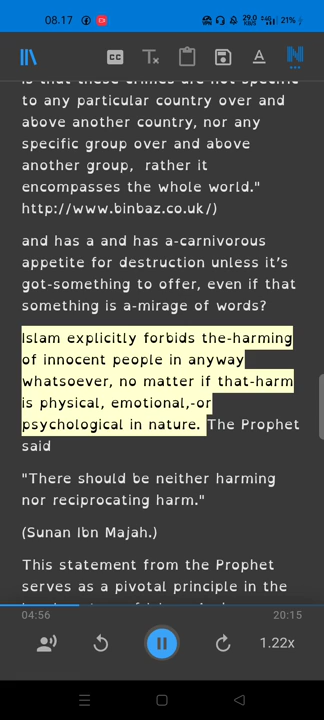 08.17
29.0
KB/S
21%
CC
is that these crimes are not specific
to any particular country over and
above another country, nor any
specific group over and above
another group, rather it
encompasses the whole world."
http://www.binbaz.co.uk/)
and has a and has a-carnivorous
appetite for destruction unless it's
got-something to offer, even if that
something is a-mirage of words?
Islam explicitly forbids the-harming
of innocent people in anyway
whatsoever, no matter if that-harm
is physical, emotional,-or
psychological in nature. The Prophet
said
"There should be neither harming
nor reciprocating harm."
(Sunan Ibn Majah.)
This statement from the Prophet
serves as a pivotal principle in the
04:56
20:15
1.22x